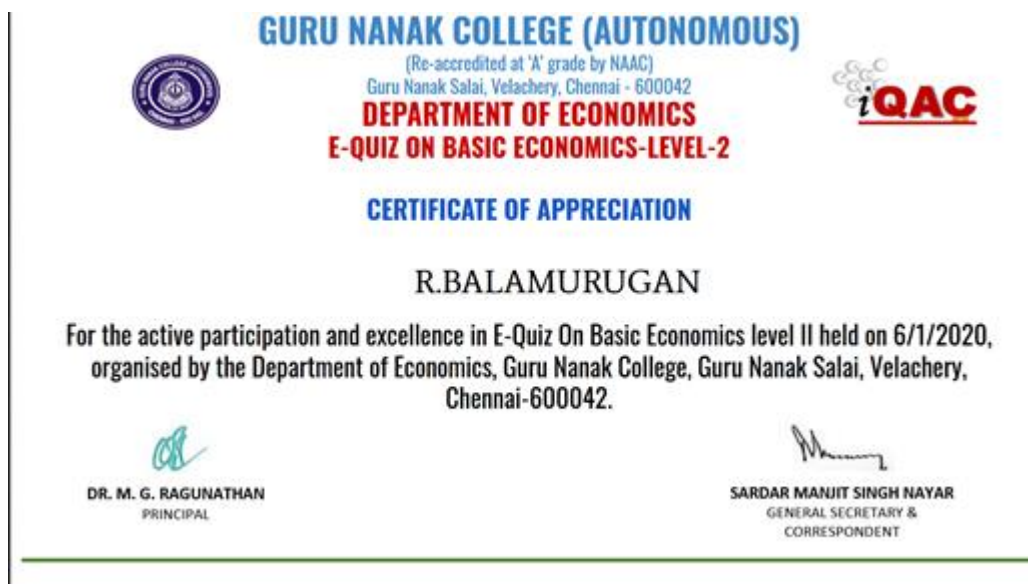 GURU NANAK COLLEGE (AUTONOMOUS)
(Re-accredited at 'A' grade by NAAC)
Guru Nanak Salai, Velachery, Chennai - 600042
DEPARTMENT OF ECONOMICS
E-QUIZ ON BASIC ECONOMICS-LEVEL-2
iQAC
CERTIFICATE OF APPRECIATION
R.BALAMURUGAN
For the active participation and excellence in E-Quiz On Basic Economics level II held on 6/1/2020,
organised by the Department of Economics, Guru Nanak College, Guru Nanak Salai, Velachery,
Chennai-600042.
DR. M. G. RAGUNATHAN
PRINCIPAL
SARDAR MANJIT SINGH NAYAR
GENERAL SECRETARY &
CORRESPONDENT